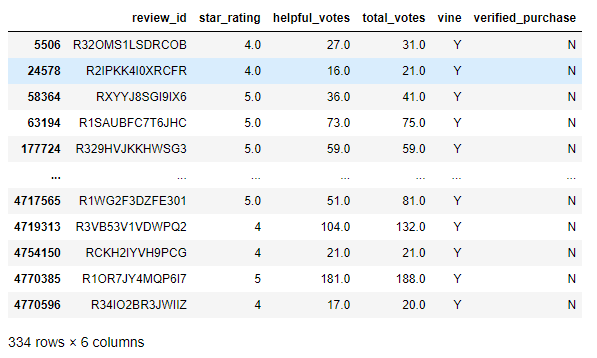 review_id star_rating helpful_votes total_votes vine verified_purchase
5506 R32OMS1LSDRCOB 4.0 27.0 31.0 Y N
24578 R2IPKK4I0XRCFR 4.0 16.0 21.0 Y N
58364 RXYYJ8SGI9IX6 5.0 36.0 41.0 Y N
63194 R1SAUBFC7T6JHC 5.0 73.0 75.0 Y N
177724 R329HVJKKHWSG3 5.0 59.0 59.0 Y N
... ... ... ... ... ... ...
4717565 R1WG2F3DZFE301 5.0 51.0 81.0 Y N
4719313 R3VB53V1VDWPQ2 4 104.0 132.0 Y N
4754150 RCKH2IYVH9PCG 4 21.0 21.0 Y N
4770385 R1OR7JY4MQP6I7 5 181.0 188.0 Y N
4770596 R34IO2BR3JWIIZ 4 17.0 20.0 Y N
334 rows × 6 columns